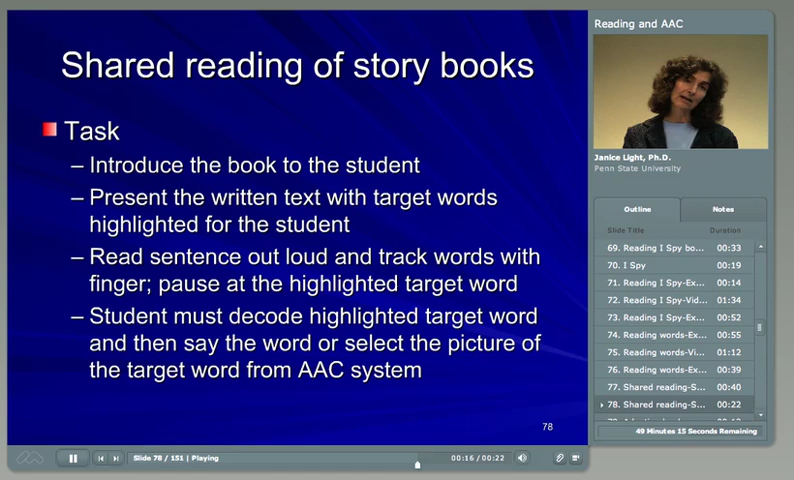 Shared reading of story books
Task
– Introduce the book to the student
– Present the written text with target words
highlighted for the student
– Read sentence out loud and track words with
finger; pause at the highlighted target word
– Student must decode highlighted target word
and then say the word or select the picture of
the target word from AAC system
78
Slide 78 / 151 | Playing
00:16 / 00:22
Reading and AAC
Janice Light, Ph.D.
Penn State University
Outline Notes
Slide Title Duration
69. Reading I Spy bo... 00:33
70. I Spy 00:19
71. Reading I Spy-Ex... 00:14
72. Reading I Spy-Vid... 01:34
73. Reading I Spy-Ex... 00:52
74. Reading words-Ex... 00:55
75. Reading words-Vi... 01:12
76. Reading words-Ex... 00:39
77. Shared reading-S... 00:40
78. Shared reading-S... 00:22
49 Minutes 15 Seconds Remaining